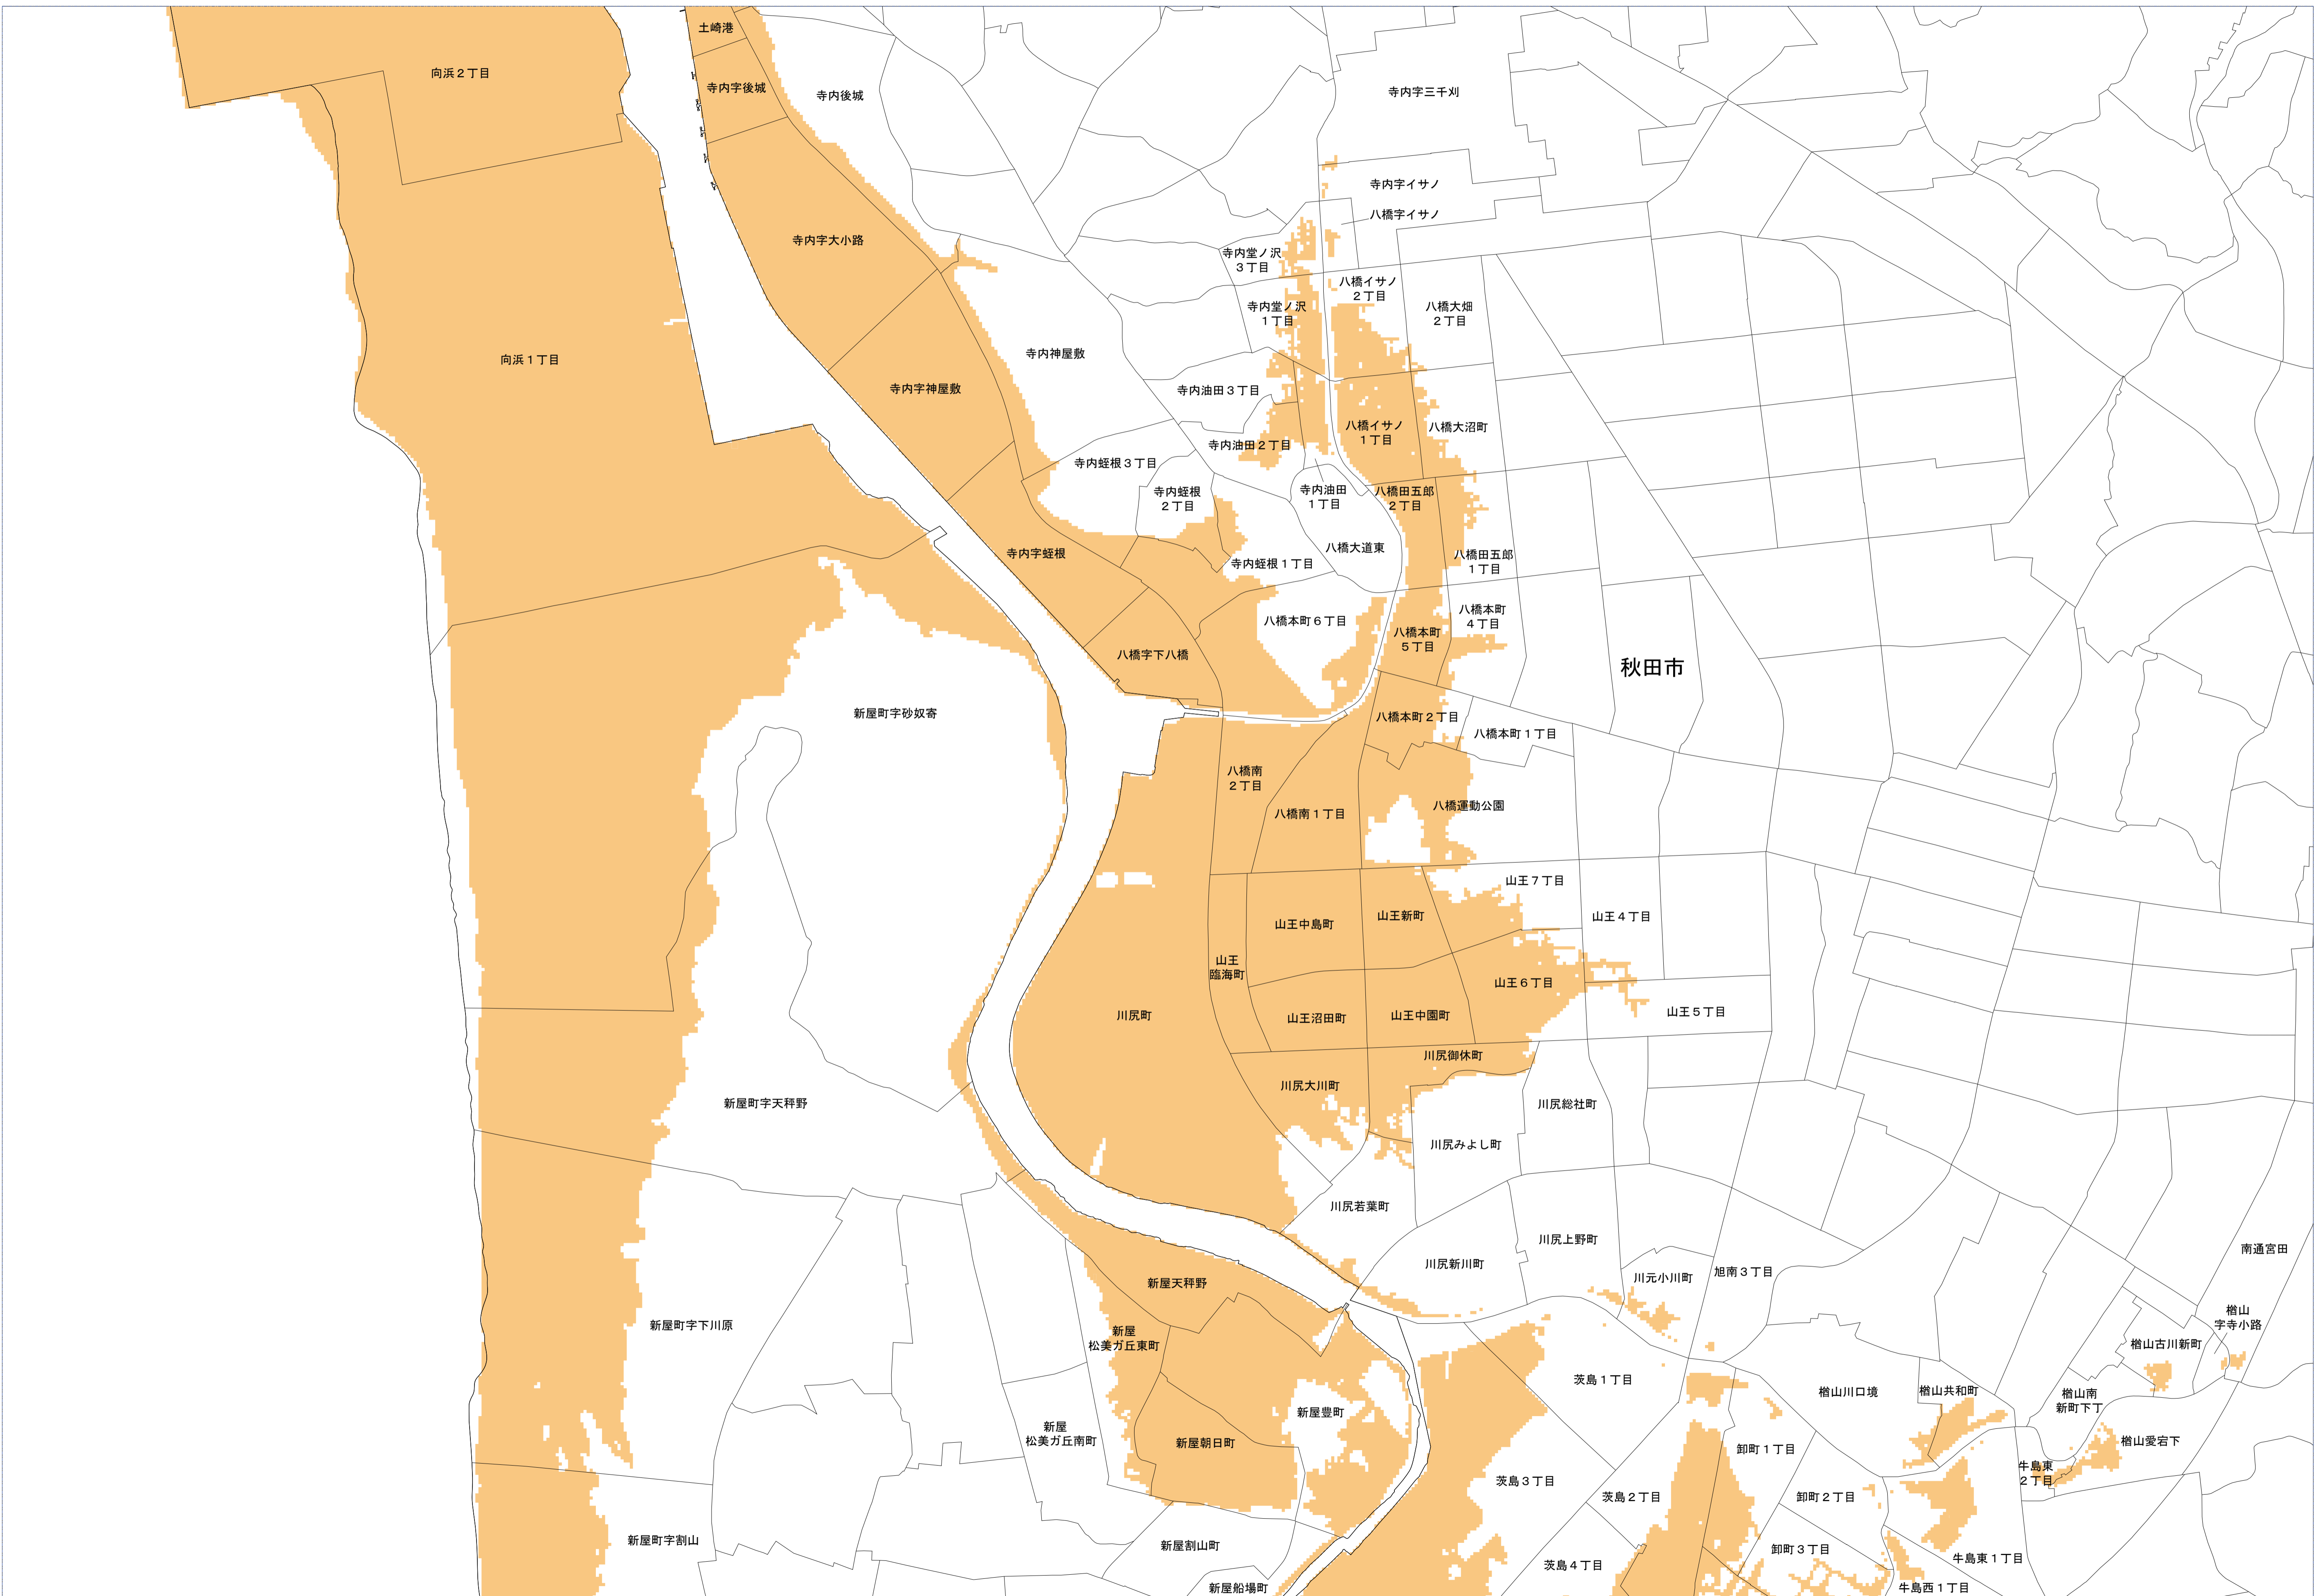 土崎港
向浜２丁目
寺内字後城
寺内後城
寺内字三千刈
寺内字イサノ
八橋字イサノ
寺内字大小路
寺内堂ノ沢
３丁目
八橋イサノ
２丁目
寺内堂ノ沢
１丁目
八橋大畑
２丁目
向浜１丁目
寺内神屋敷
寺内字神屋敷
寺内油田３丁目
八橋イサノ
１丁目
八橋大沼町
寺内油田２丁目
寺内蛭根３丁目
寺内蛭根
２丁目
寺内油田
１丁目
八橋田五郎
２丁目
寺内字蛭根
八橋大道東
寺内蛭根１丁目
八橋田五郎
１丁目
八橋本町６丁目
八橋本町
４丁目
八橋本町
５丁目
八橋字下八橋
秋田市
新屋町字砂奴寄
八橋本町２丁目
八橋本町１丁目
八橋南
２丁目
八橋南１丁目
八橋運動公園
山王７丁目
山王中島町
山王新町
山王４丁目
山王
臨海町
山王６丁目
川尻町
山王沼田町
山王中園町
山王５丁目
川尻御休町
川尻大川町
新屋町字天秤野
川尻総社町
川尻みよし町
川尻若葉町
川尻上野町
南通宮田
川尻新川町
川元小川町
旭南３丁目
新屋天秤野
新屋町字下川原
新屋
松美ガ丘東町
楢山
字寺小路
楢山古川新町
茨島１丁目
楢山川口境
楢山共和町
楢山南
新町下丁
新屋豊町
新屋
松美ガ丘南町
新屋朝日町
卸町１丁目
楢山愛宕下
牛島東
２丁目
茨島３丁目
茨島２丁目
卸町２丁目
新屋町字割山
新屋割山町
卸町３丁目
牛島東１丁目
茨島４丁目
新屋船場町
牛島西１丁目